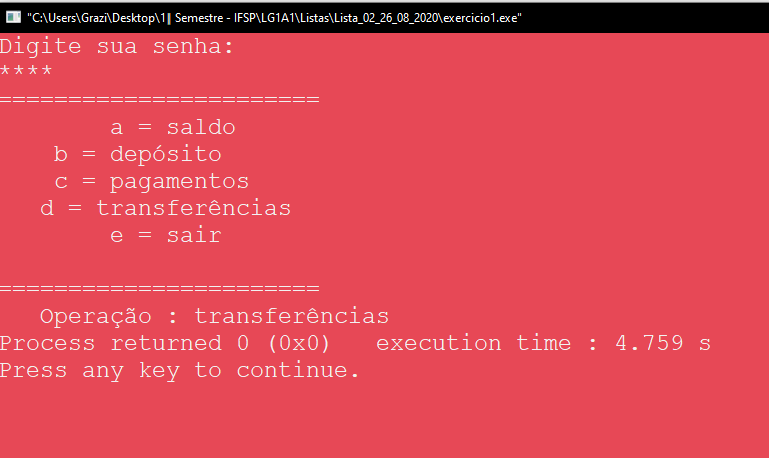 "C:\Users\Grazi\Desktop\1‖ Semestre - IFSP\LG1A1\Listas\Lista_02_26_08_2020\exercicio1.exe"
Digite sua senha:
****
=======================
a = saldo
b = depósito
c = pagamentos
d = transferências
e = sair
=======================
Operação : transferências
Process returned 0 (0x0)   execution time : 4.759 s
Press any key to continue.